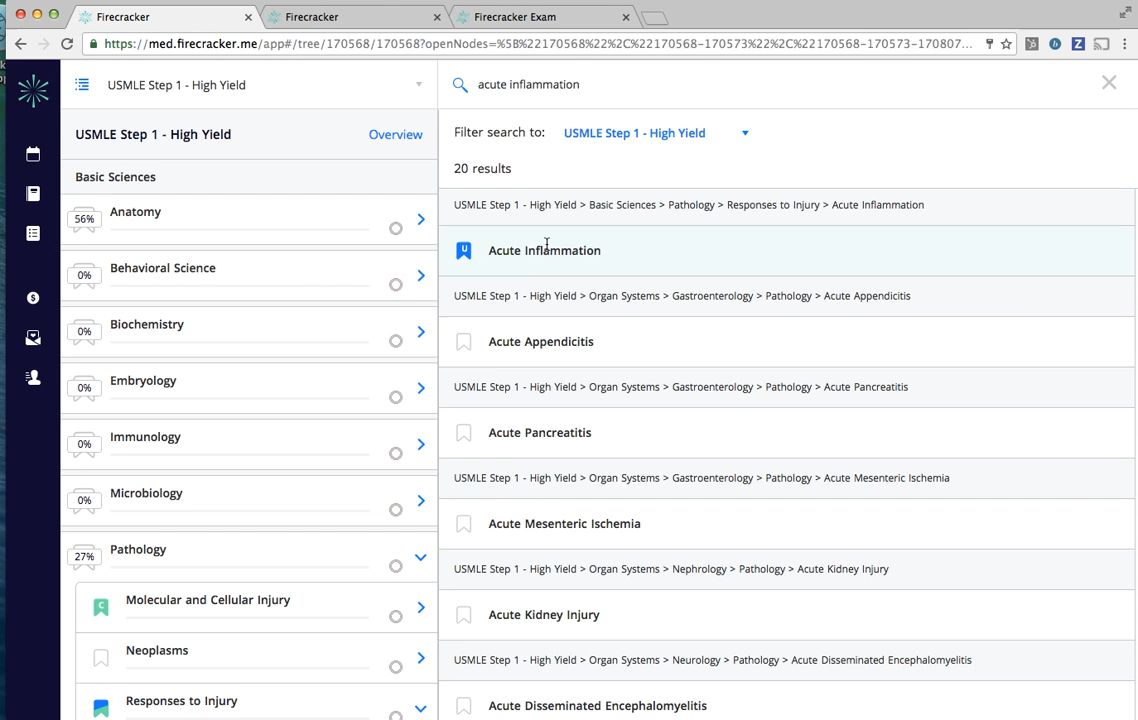 Firecracker
Firecracker
Firecracker Exam
https://med.firecracker.me/app#/tree/170568/170568?openNodes=%5B%22170568%22%2C%22170568-170573%22%2C%22170568-170573-170807...
USMLE Step 1 - High Yield
acute inflammation
USMLE Step 1 - High Yield
Overview
Filter search to: USMLE Step 1 - High Yield
20 results
Basic Sciences
56% Anatomy
0% Behavioral Science
0% Biochemistry
0% Embryology
0% Immunology
0% Microbiology
27% Pathology
C Molecular and Cellular Injury
Neoplasms
Responses to Injury
USMLE Step 1 - High Yield > Basic Sciences > Pathology > Responses to Injury > Acute Inflammation
U Acute Inflammation
USMLE Step 1 - High Yield > Organ Systems > Gastroenterology > Pathology > Acute Appendicitis
Acute Appendicitis
USMLE Step 1 - High Yield > Organ Systems > Gastroenterology > Pathology > Acute Pancreatitis
Acute Pancreatitis
USMLE Step 1 - High Yield > Organ Systems > Gastroenterology > Pathology > Acute Mesenteric Ischemia
Acute Mesenteric Ischemia
USMLE Step 1 - High Yield > Organ Systems > Nephrology > Pathology > Acute Kidney Injury
Acute Kidney Injury
USMLE Step 1 - High Yield > Organ Systems > Neurology > Pathology > Acute Disseminated Encephalomyelitis
Acute Disseminated Encephalomyelitis